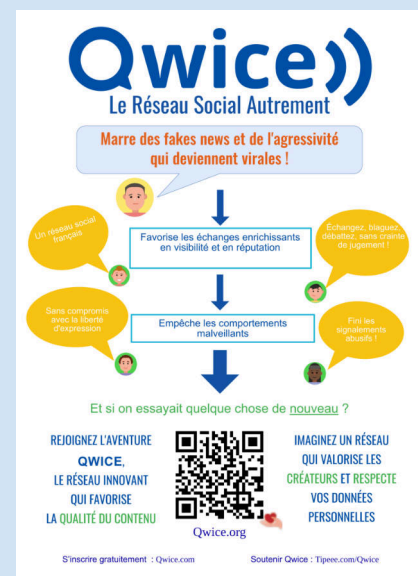 Qwice
Le Réseau Social Autrement
Marre des fakes news et de l'agressivité
qui deviennent virales !
Un réseau social
français
Favorise les échanges enrichissants
en visibilité et en réputation
Échangez, blaguez,
débattez, sans crainte
de jugement !
Sans compromis
avec la liberté
d'expression
Empêche les comportements
malveillants
Fini les
signalements
abusifs !
Et si on essayait quelque chose de nouveau ?
REJOIGNEZ L'AVENTURE
QWICE,
LE RÉSEAU INNOVANT
QUI FAVORISE
LA QUALITÉ DU CONTENU
IMAGINEZ UN RÉSEAU
QUI VALORISE LES
CRÉATEURS ET RESPECTE
VOS DONNÉES
PERSONNELLES
Qwice.org
S'inscrire gratuitement : Qwice.com
Soutenir Qwice : Tipeee.com/Qwice